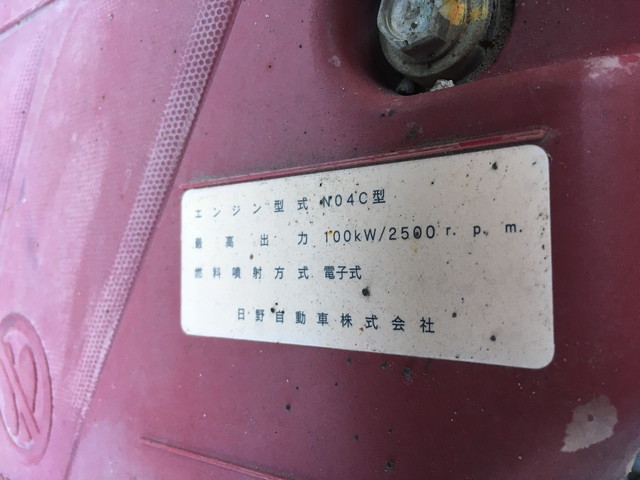 エンジン型式 N04C型
最高出力 100kW/2500r.p.m.
燃料噴射方式 電子式
日野自動車株式会社